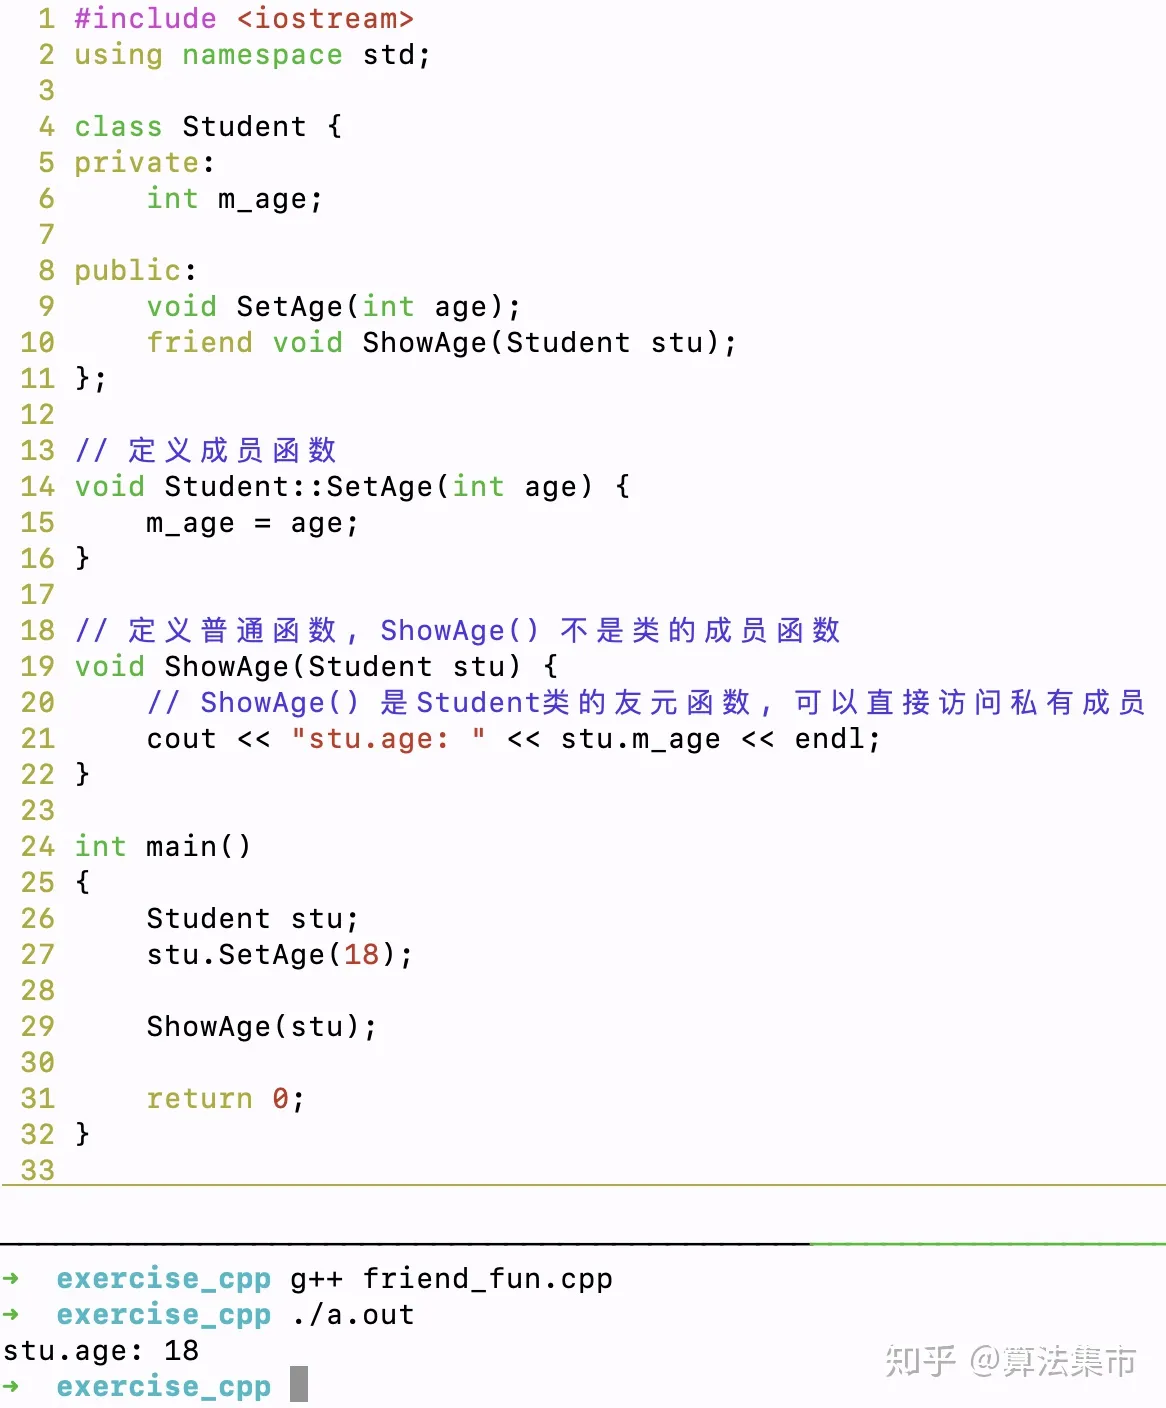 1 #include <iostream>
2 using namespace std;
3
4 class Student {
5 private:
6     int m_age;
7
8 public:
9     void SetAge(int age);
10     friend void ShowAge(Student stu);
11 };
12
13 // 定义成员函数
14 void Student::SetAge(int age) {
15     m_age = age;
16 }
17
18 // 定义普通函数, ShowAge() 不是类的成员函数
19 void ShowAge(Student stu) {
20     // ShowAge() 是Student类的友元函数, 可以直接访问私有成员
21     cout << "stu.age: " << stu.m_age << endl;
22 }
23
24 int main()
25 {
26     Student stu;
27     stu.SetAge(18);
28
29     ShowAge(stu);
30
31     return 0;
32 }
33
➜ exercise_cpp g++ friend_fun.cpp
➜ exercise_cpp ./a.out
stu.age: 18
➜ exercise_cpp
知乎 @算法集市